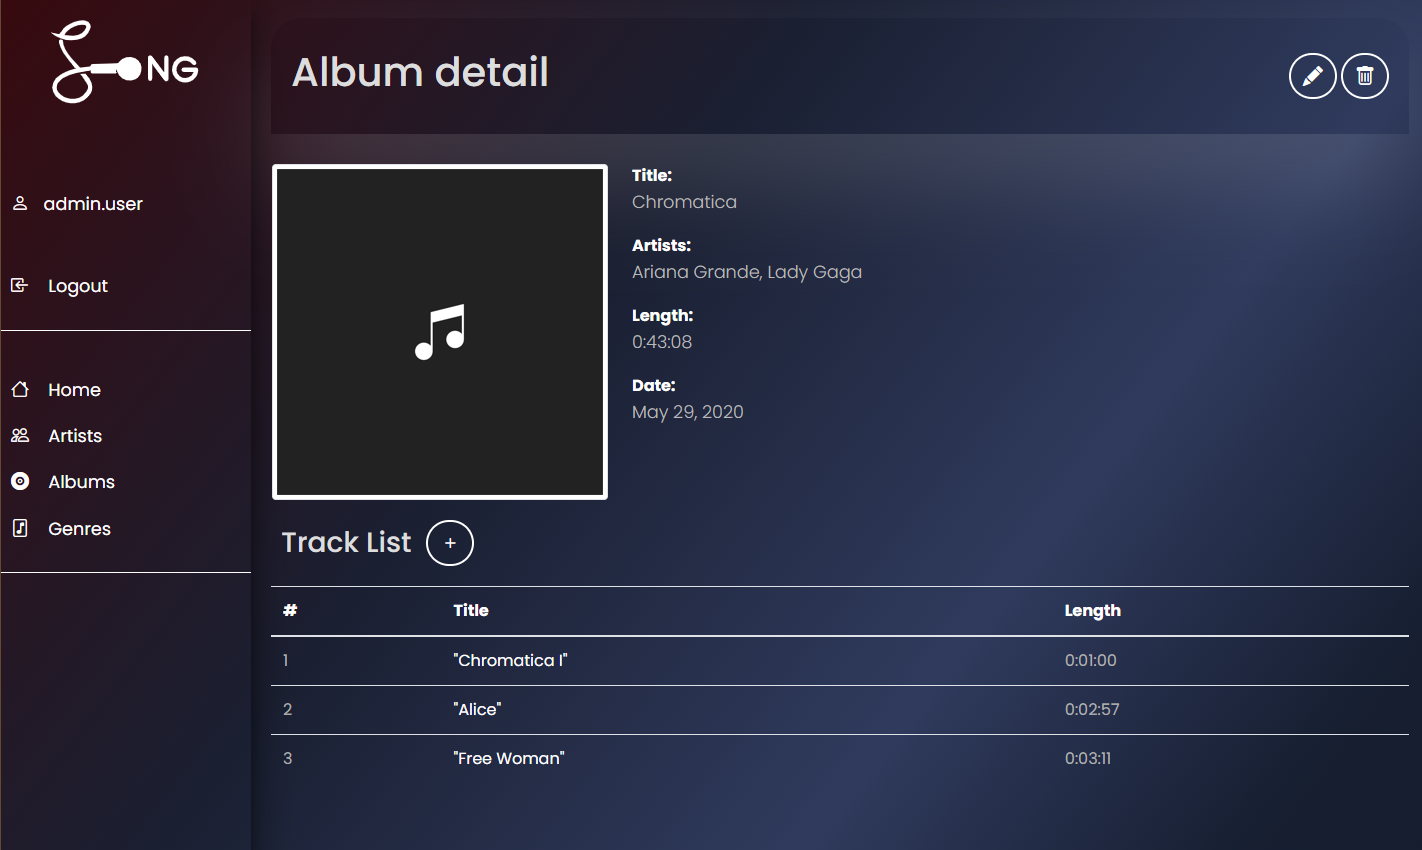 SONG
Album detail
admin.user
Logout
Home
Artists
Albums
Genres
Title:
Chromatica
Artists:
Ariana Grande, Lady Gaga
Length:
0:43:08
Date:
May 29, 2020
Track List +
# Title Length
1 "Chromatica I" 0:01:00
2 "Alice" 0:02:57
3 "Free Woman" 0:03:11